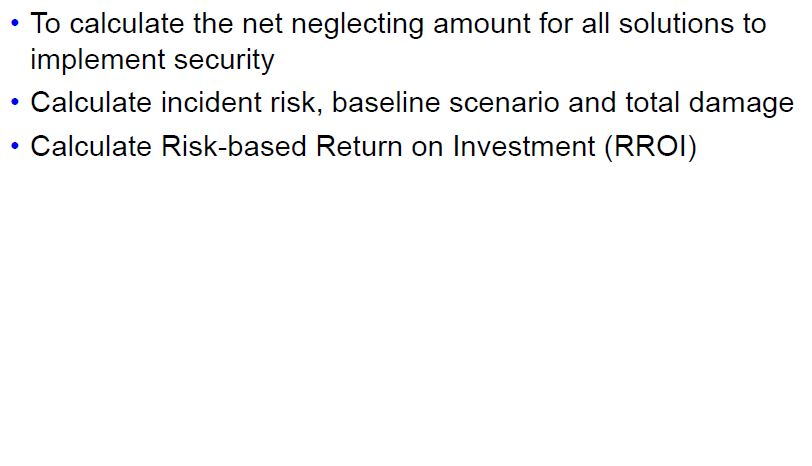 • To calculate the net neglecting amount for all solutions to
implement security
• Calculate incident risk, baseline scenario and total damage
• Calculate Risk-based Return on Investment (RROI)